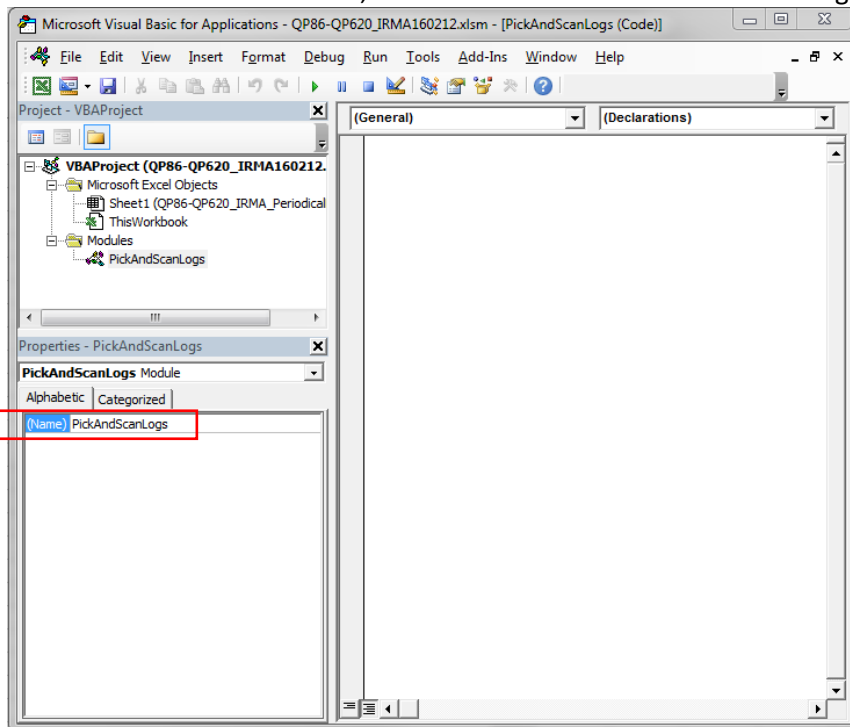 Microsoft Visual Basic for Applications - QP86-QP620_IRMA160212.xlsm - [PickAndScanLogs (Code)]
File Edit View Insert Format Debug Run Tools Add-Ins Window Help
Project - VBAProject
(General) (Declarations)
VBAProject (QP86-QP620_IRMA160212.
Microsoft Excel Objects
Sheet1 (QP86-QP620_IRMA_Periodical
ThisWorkbook
Modules
PickAndScanLogs
Properties - PickAndScanLogs
PickAndScanLogs Module
Alphabetic Categorized
(Name) PickAndScanLogs